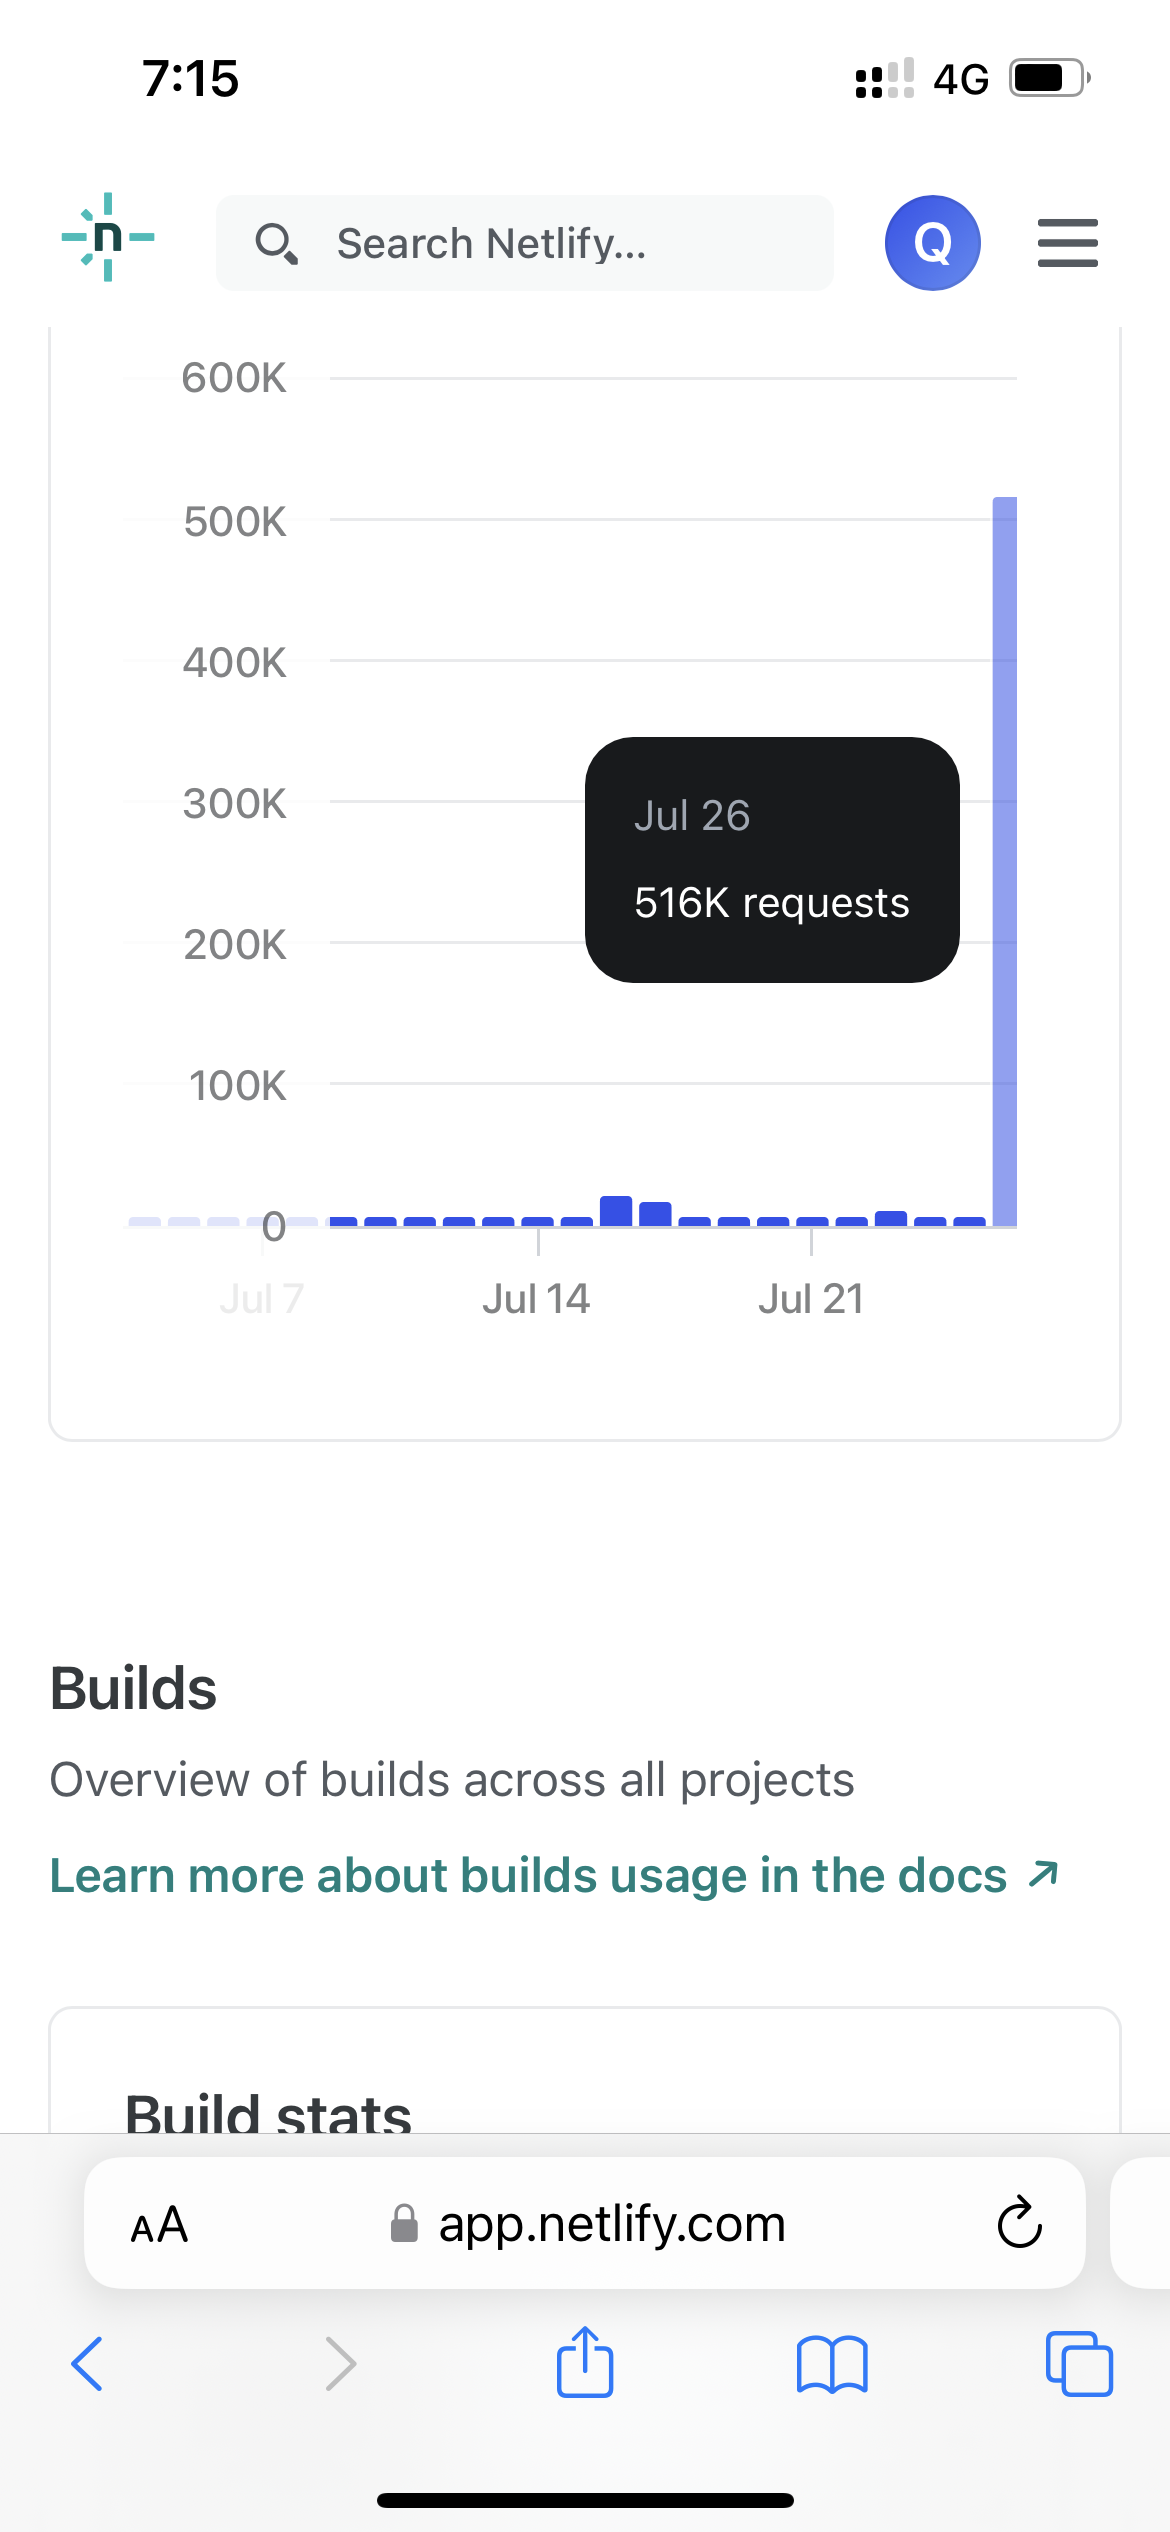 7:15
4G
n
Search Netlify...
Q
600K
500K
400K
300K
Jul 26
516K requests
200K
100K
0
Jul 7
Jul 14
Jul 21
Builds
Overview of builds across all projects
Learn more about builds usage in the docs ↗
Build stats
AA
app.netlify.com